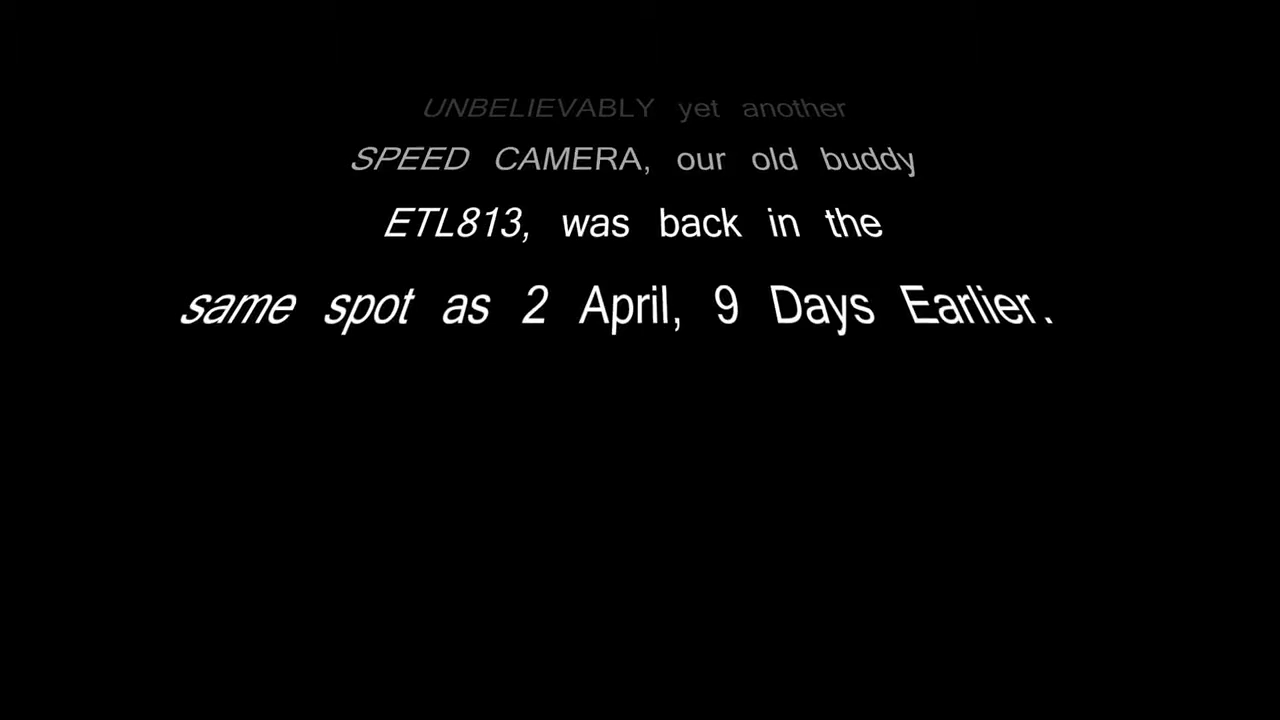 UNBELIEVABLY yet another
SPEED CAMERA, our old buddy
ETL813, was back in the
same spot as 2 April, 9 Days Earlier.